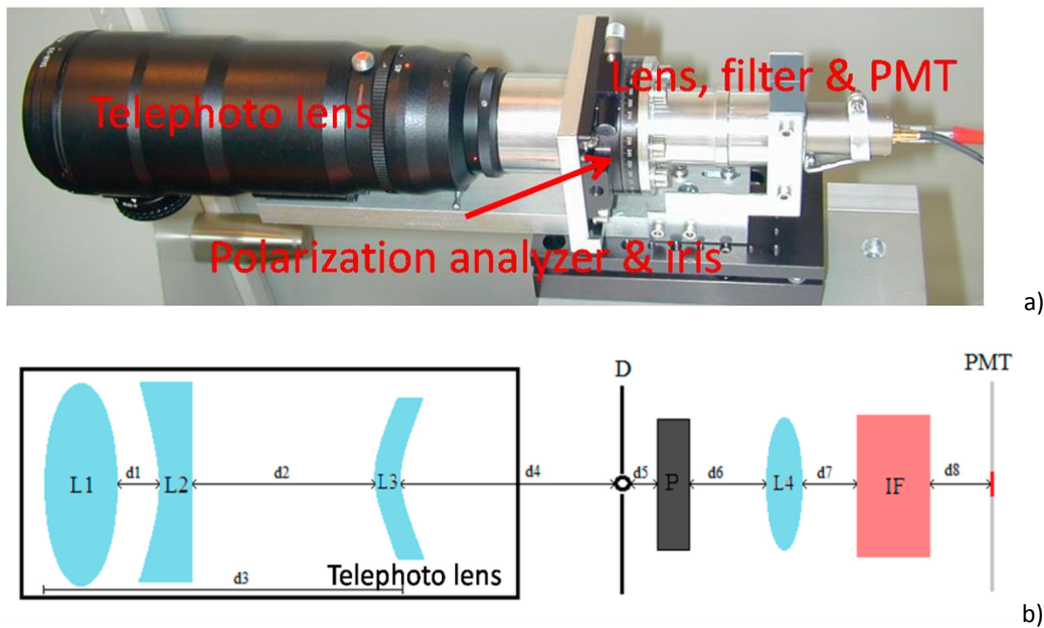 Lens, filter & PMT
Telephoto lens
Polarization analyzer & iris
a)
D
PMT
d1
d2
d4
d5
d6
d7
d8
L1
L2
L3
P
L4
IF
d3
Telephoto lens
b)